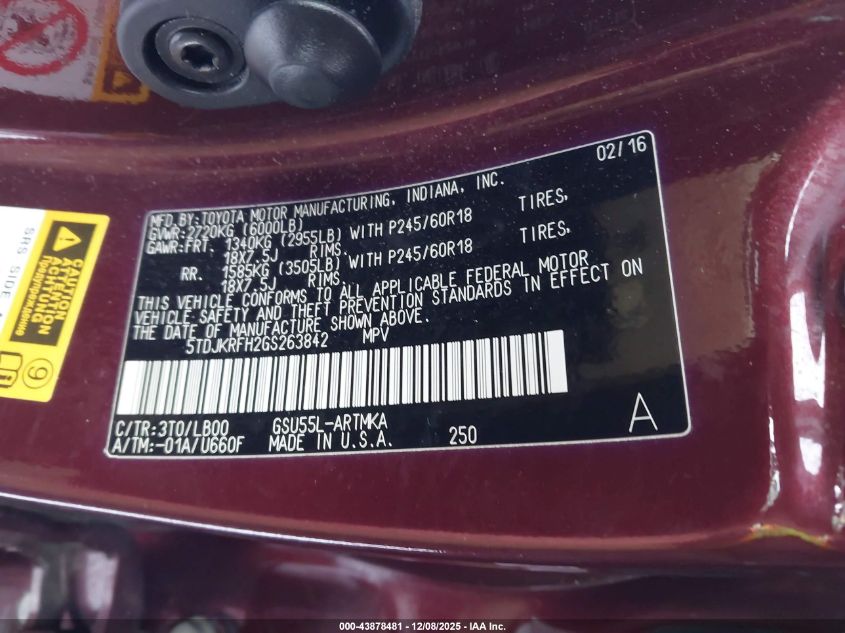 02/16
MFD.BY:TOYOTA MOTOR MANUFACTURING, INDIANA, INC.
GVWR:2720KG (6000LB)
GAWR:FRT. 1340KG (2955LB) WITH P245/60R18 TIRES,
18X7.5J RIMS.
RR. 1585KG (3505LB) WITH P245/60R18 TIRES,
18X7.5J RIMS
THIS VEHICLE CONFORMS TO ALL APPLICABLE FEDERAL MOTOR
VEHICLE SAFETY AND THEFT PREVENTION STANDARDS IN EFFECT ON
THE DATE OF MANUFACTURE SHOWN ABOVE.
5TDJKRFH2GS263842 MPV
C/TR:3T0/LB00 GSU55L-ARTMKA
A/TM:-01A/U660F MADE IN U.S.A. 250
A
SRS SIDE
CAUTION
ATTENTION
ACHTUNG
9
000-43878481 - 12/08/2025 - IAA Inc.